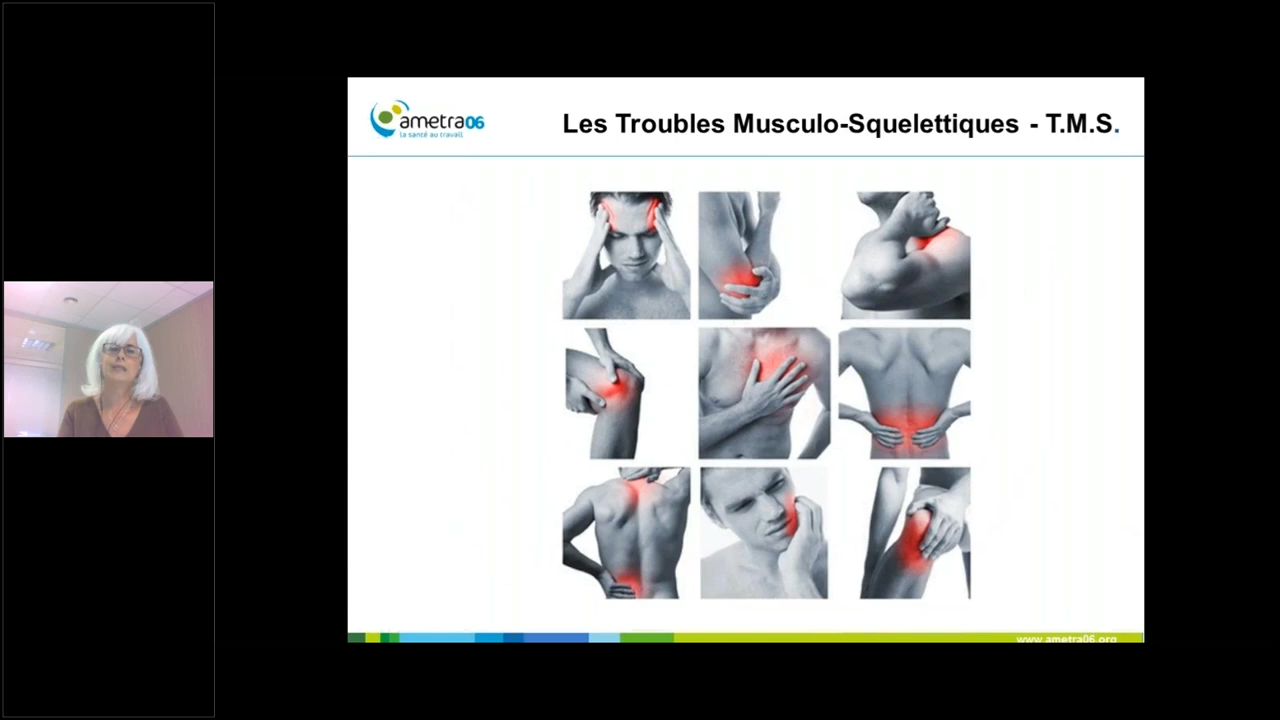 ametra06
la santé au travail
Les Troubles Musculo-Squelettiques - T.M.S.
www.ametra06.org